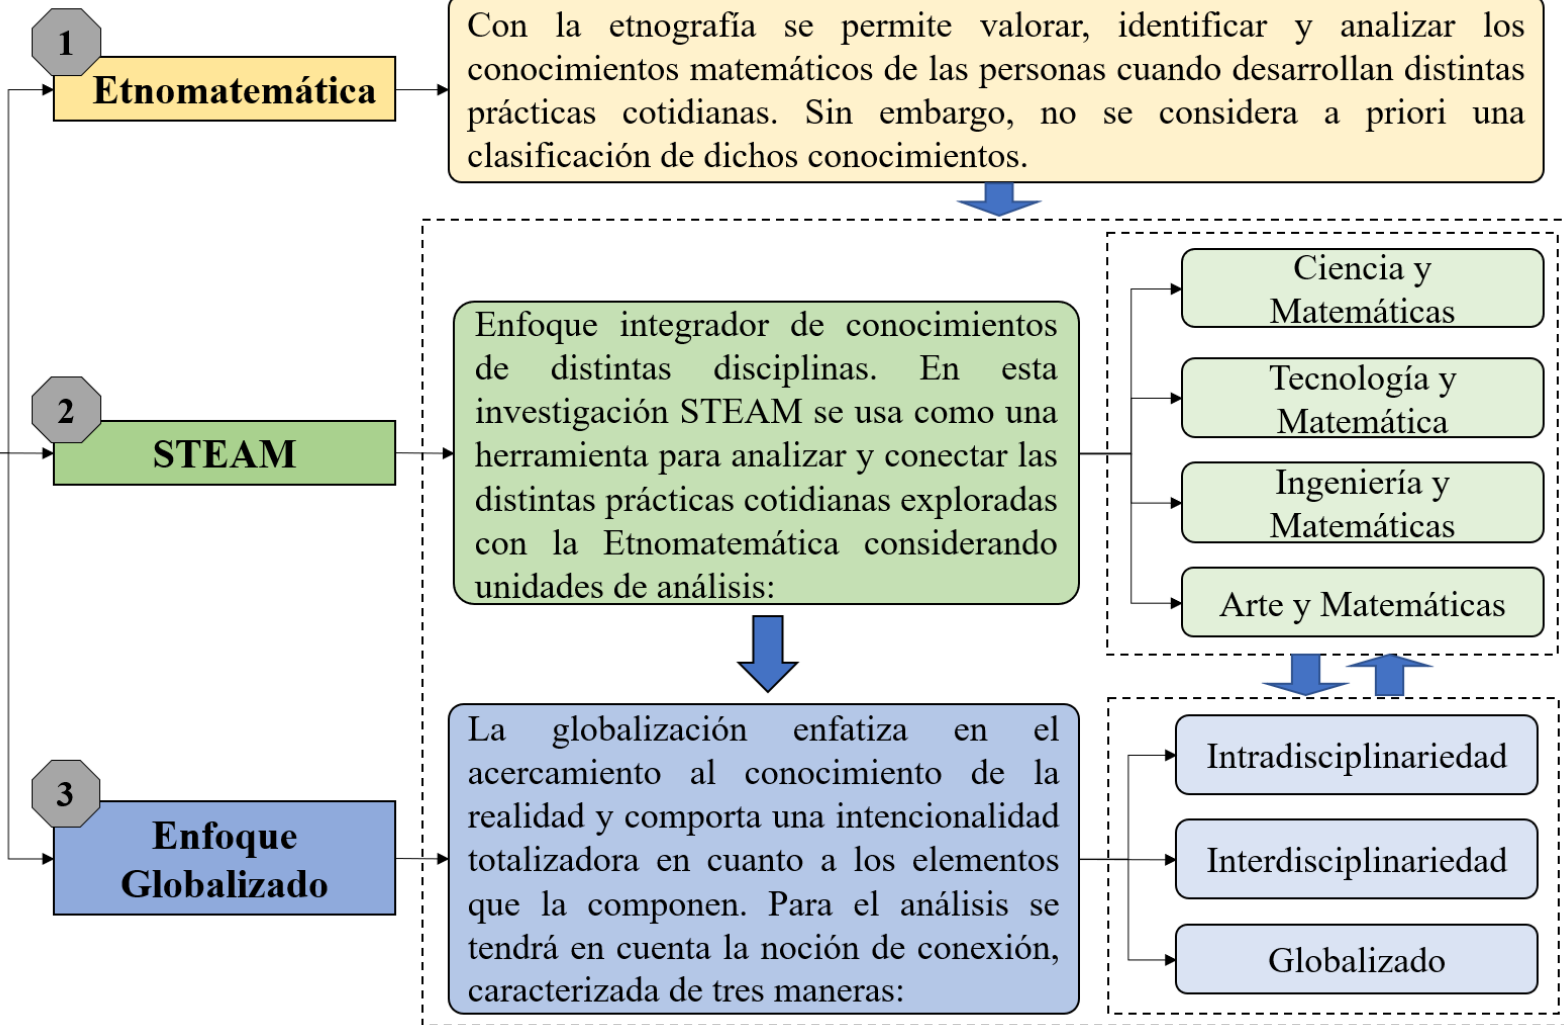 1
Etnomatemática
Con la etnografía se permite valorar, identificar y analizar los
conocimientos matemáticos de las personas cuando desarrollan distintas
prácticas cotidianas. Sin embargo, no se considera a priori una
clasificación de dichos conocimientos.
2
STEAM
Enfoque integrador de conocimientos
de distintas disciplinas. En esta
investigación STEAM se usa como una
herramienta para analizar y conectar las
distintas prácticas cotidianas exploradas
con la Etnomatemática considerando
unidades de análisis:
Ciencia y
Matemáticas
Tecnología y
Matemática
Ingeniería y
Matemáticas
Arte y Matemáticas
3
Enfoque
Globalizado
La globalización enfatiza en el
acercamiento al conocimiento de la
realidad y comporta una intencionalidad
totalizadora en cuanto a los elementos
que la componen. Para el análisis se
tendrá en cuenta la noción de conexión,
caracterizada de tres maneras:
Intradisciplinariedad
Interdisciplinariedad
Globalizado